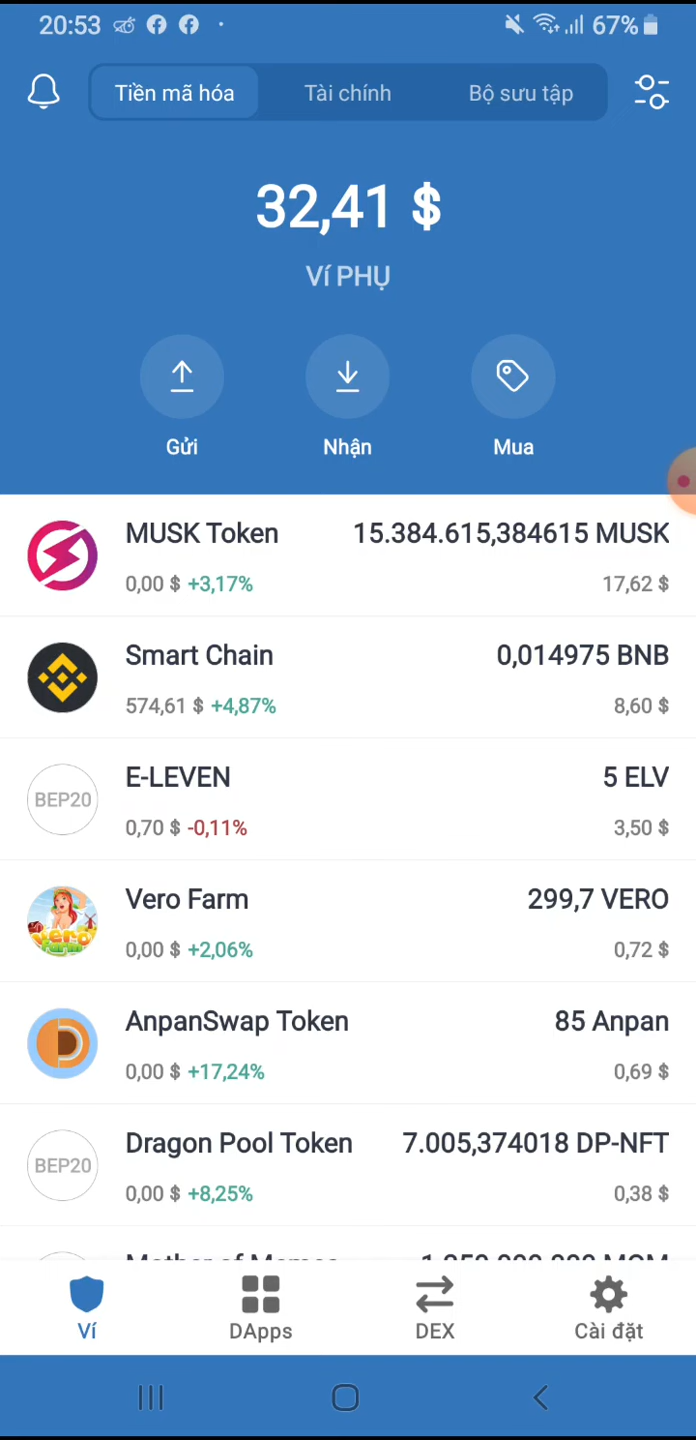 20:53
67%
Tiền mã hóa
Tài chính
Bộ sưu tập
32,41 $
Ví PHỤ
Gửi
Nhận
Mua
MUSK Token 15.384.615,384615 MUSK
0,00 $ +3,17% 17,62 $
Smart Chain 0,014975 BNB
574,61 $ +4,87% 8,60 $
BEP20
E-LEVEN 5 ELV
0,70 $ -0,11% 3,50 $
Vero Farm 299,7 VERO
0,00 $ +2,06% 0,72 $
AnpanSwap Token 85 Anpan
0,00 $ +17,24% 0,69 $
BEP20
Dragon Pool Token 7.005,374018 DP-NFT
0,00 $ +8,25% 0,38 $
Ví
DApps
DEX
Cài đặt